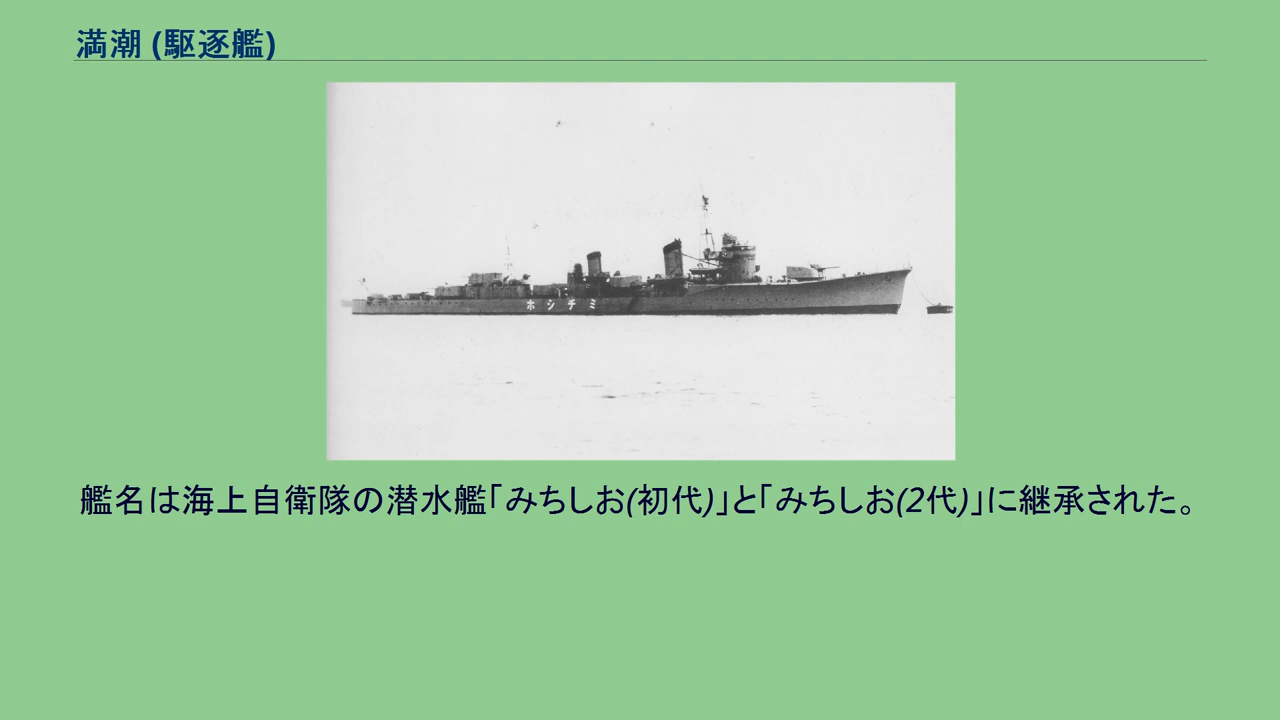 満潮 (駆逐艦)
ホシチミ
艦名は海上自衛隊の潜水艦「みちしお(初代)」と「みちしお(2代)」に継承された。